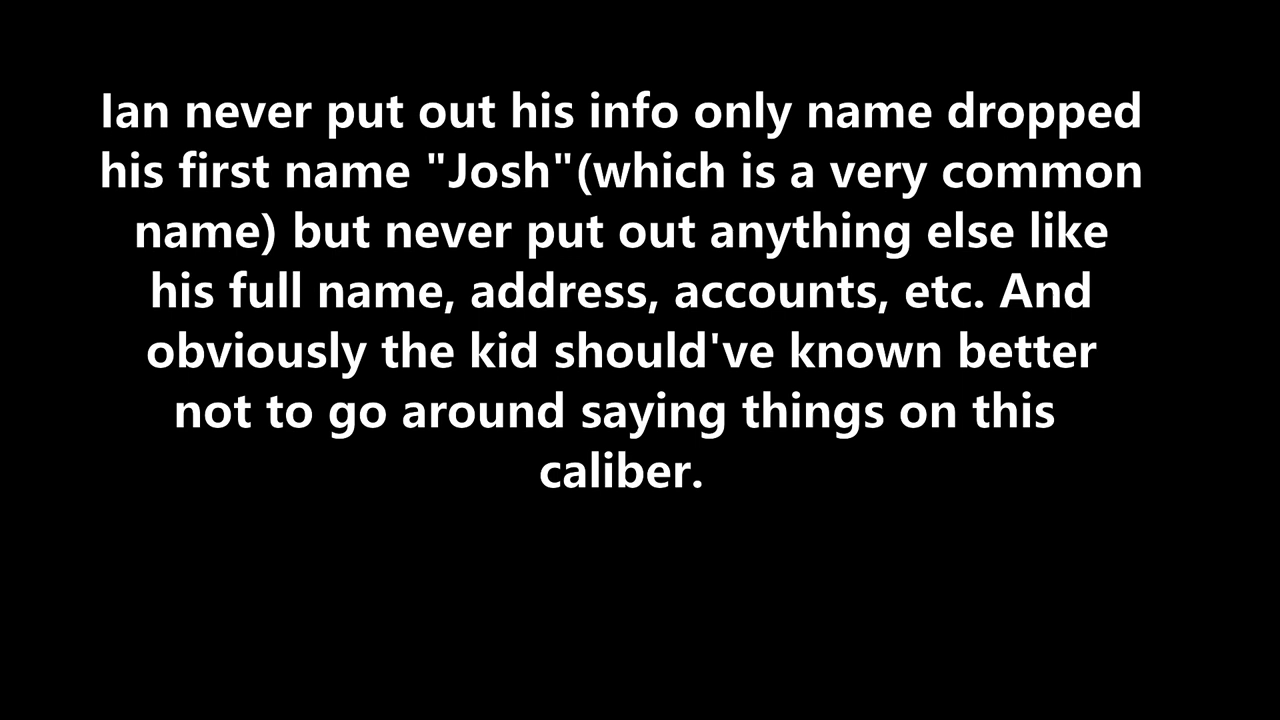 Ian never put out his info only name dropped
his first name "Josh"(which is a very common
name) but never put out anything else like
his full name, address, accounts, etc. And
obviously the kid should've known better
not to go around saying things on this
caliber.